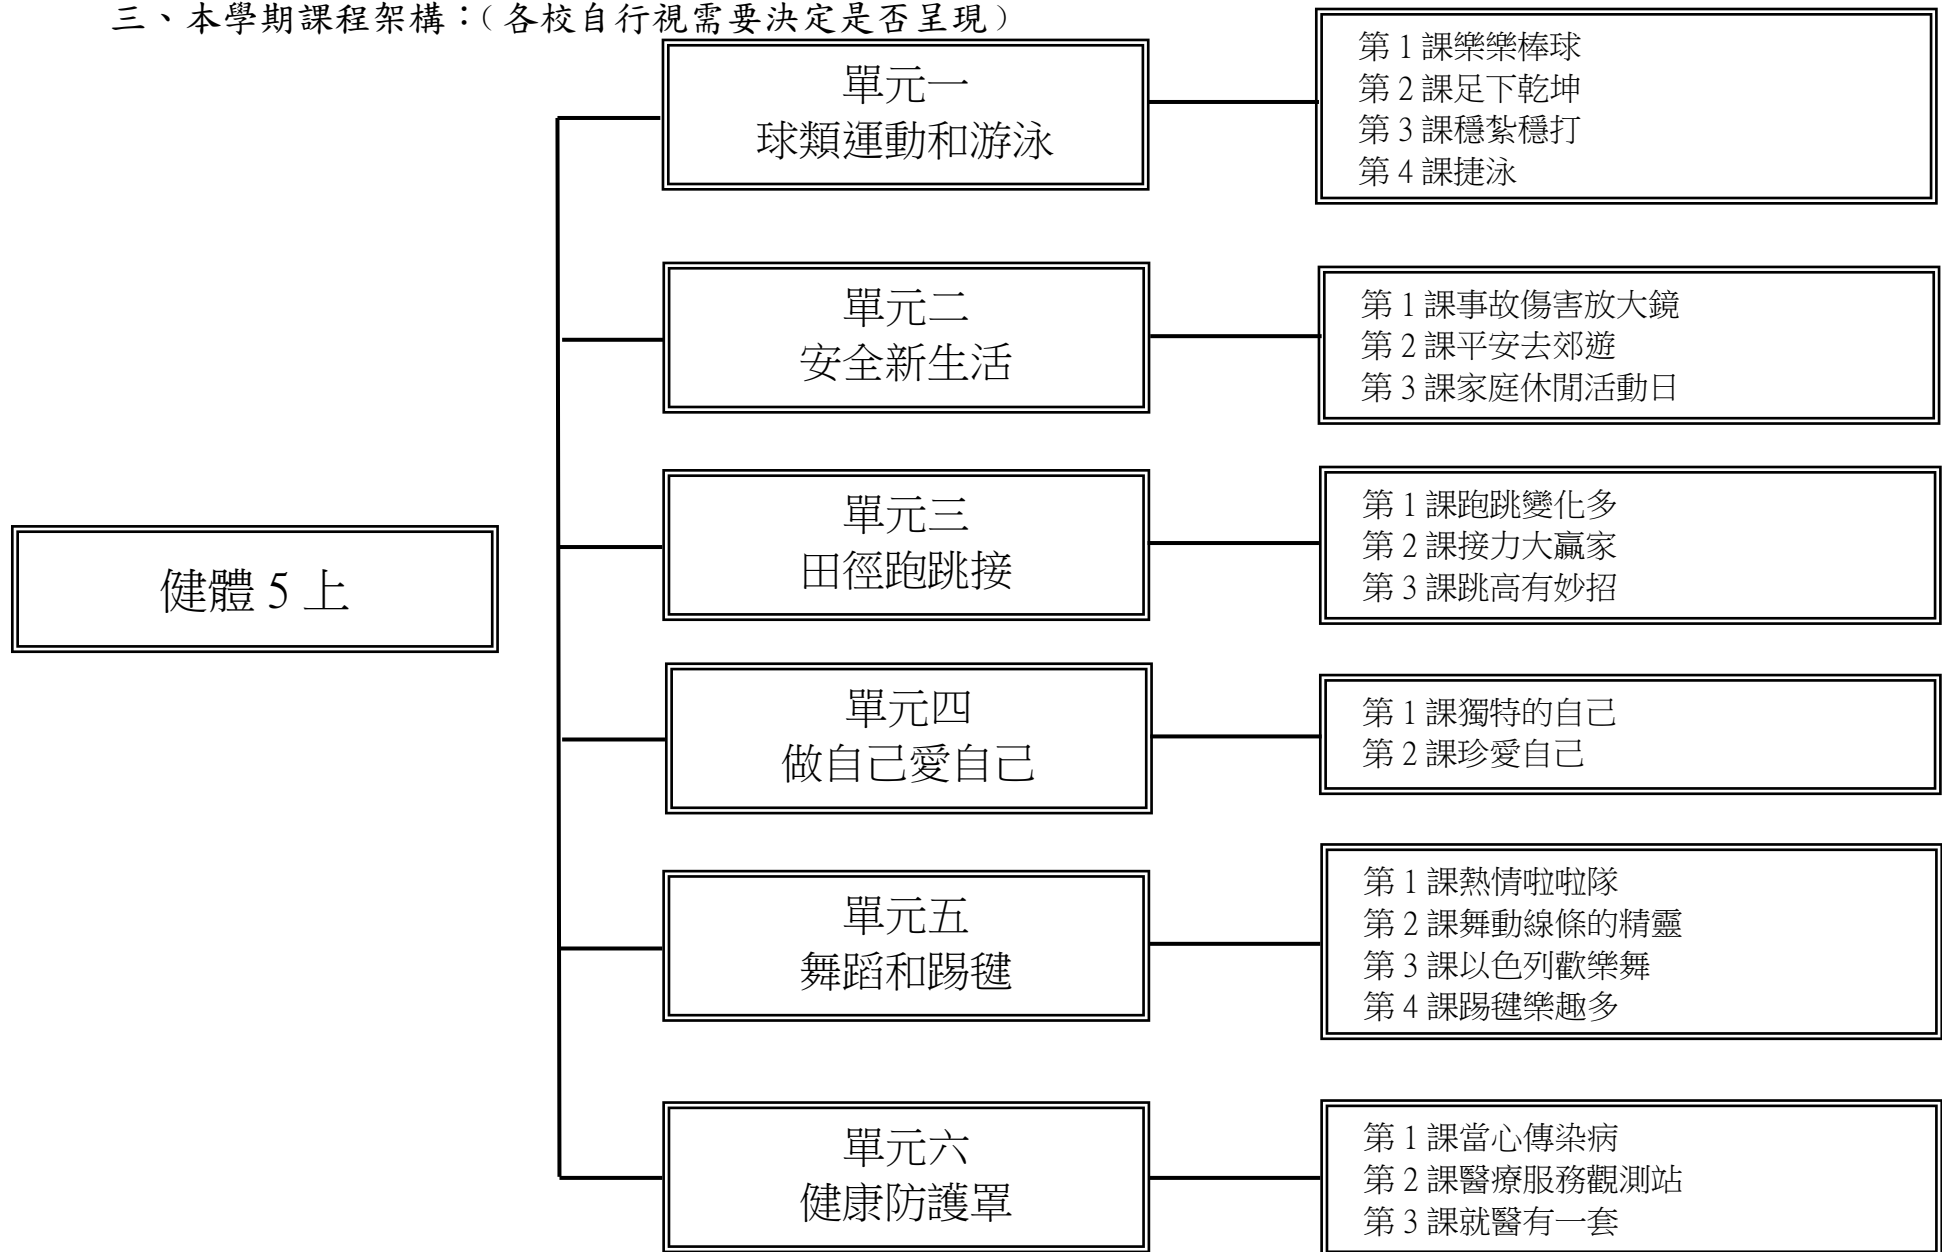 三、本學期課程架構：（各校自行視需要決定是否呈現）
健體 5 上
單元一
球類運動和游泳
第 1 課樂樂棒球
第 2 課足下乾坤
第 3 課穩紮穩打
第 4 課捷泳
單元二
安全新生活
第 1 課事故傷害放大鏡
第 2 課平安去郊遊
第 3 課家庭休閒活動日
單元三
田徑跑跳接
第 1 課跑跳變化多
第 2 課接力大贏家
第 3 課跳高有妙招
單元四
做自己愛自己
第 1 課獨特的自己
第 2 課珍愛自己
單元五
舞蹈和踢毽
第 1 課熱情啦啦隊
第 2 課舞動線條的精靈
第 3 課以色列歡樂舞
第 4 課踢毽樂趣多
單元六
健康防護罩
第 1 課當心傳染病
第 2 課醫療服務觀測站
第 3 課就醫有一套